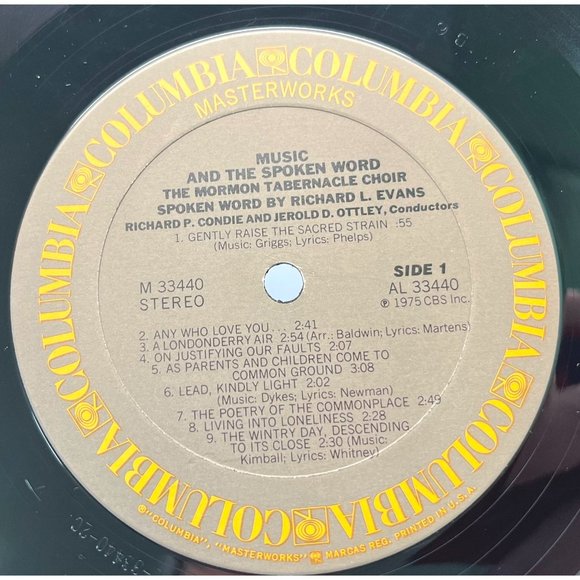 COLUMBIA COLUMBIA COLUMBIA COLUMBIA COLUMBIA COLUMBIA COLUMBIA
MASTERWORKS
MUSIC
AND THE SPOKEN WORD
THE MORMON TABERNACLE CHOIR
SPOKEN WORD BY RICHARD L. EVANS
RICHARD P. CONDIE AND JEROLD D. OTTLEY, Conductors
1. GENTLY RAISE THE SACRED STRAIN :55
(Music: Griggs; Lyrics: Phelps)
M 33440
STEREO
SIDE 1
AL 33440
℗ 1975 CBS Inc.
2. ANY WHO LOVE YOU . . . 2:41
3. A LONDONDERRY AIR 2:54 (Arr.: Baldwin; Lyrics: Martens)
4. ON JUSTIFYING OUR FAULTS 2:07
5. AS PARENTS AND CHILDREN COME TO
COMMON GROUND 3:08
6. LEAD, KINDLY LIGHT 2:02
(Music: Dykes; Lyrics: Newman)
7. THE POETRY OF THE COMMONPLACE 2:49
8. LIVING INTO LONELINESS 2:28
9. THE WINTRY DAY, DESCENDING
TO ITS CLOSE 2:30 (Music:
Kimball; Lyrics: Whitney)
® "COLUMBIA", "MASTERWORKS" MARCAS REG. PRINTED IN U.S.A.